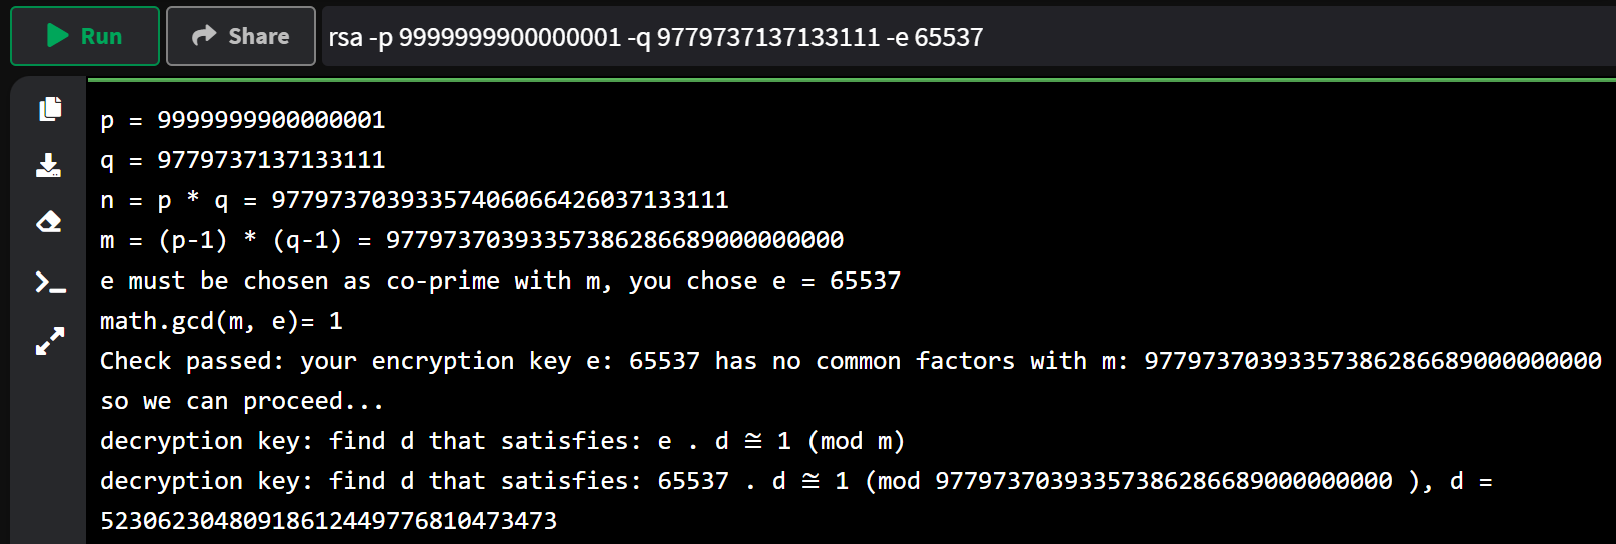 Run Share rsa -p 9999999900000001 -q 9779737137133111 -e 65537
p = 9999999900000001
q = 9779737137133111
n = p * q = 97797370393357406066426037133111
m = (p-1) * (q-1) = 97797370393357386286689000000000
e must be chosen as co-prime with m, you chose e = 65537
math.gcd(m, e)= 1
Check passed: your encryption key e: 65537 has no common factors with m: 97797370393357386286689000000000
so we can proceed...
decryption key: find d that satisfies: e . d ≅ 1 (mod m)
decryption key: find d that satisfies: 65537 . d ≅ 1 (mod 97797370393357386286689000000000 ), d =
52306230480918612449776810473473